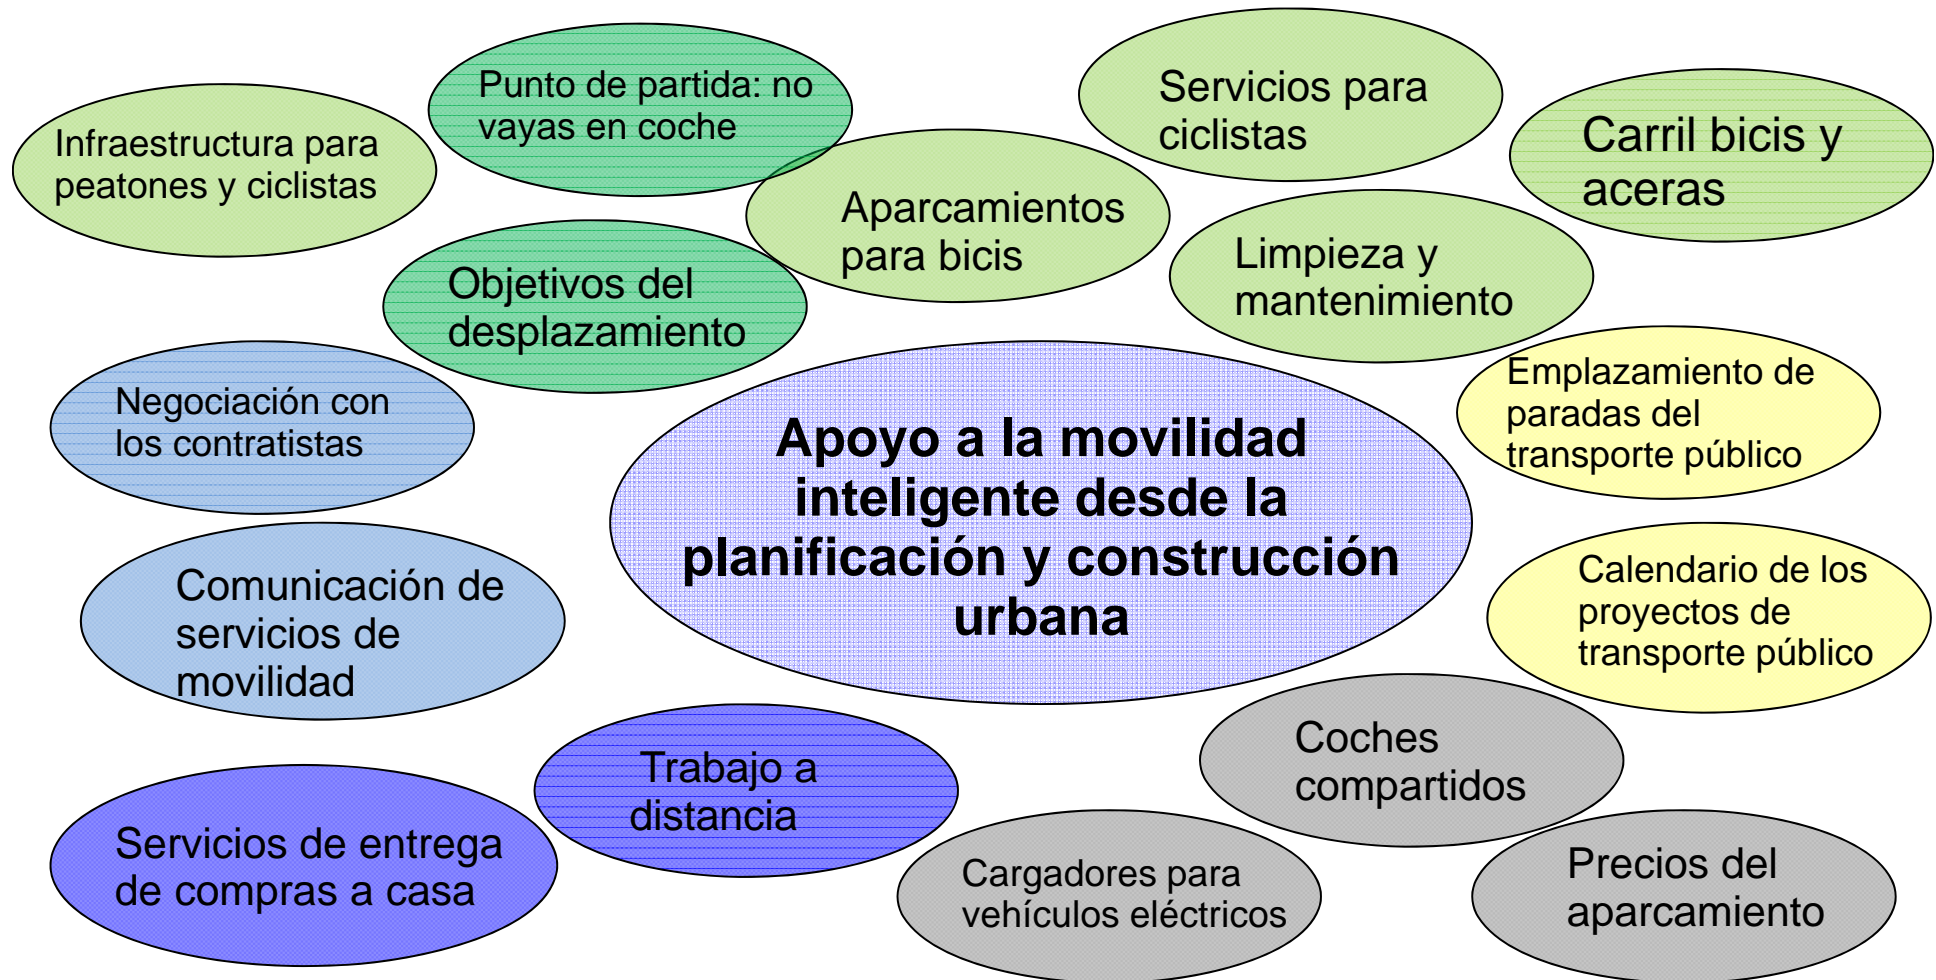 Infraestructura para
peatones y ciclistas
Punto de partida: no
vayas en coche
Servicios para
ciclistas
Carril bicis y
aceras
Aparcamientos
para bicis
Limpieza y
mantenimiento
Objetivos del
desplazamiento
Negociación con
los contratistas
Apoyo a la movilidad
inteligente desde la
planificación y construcción
urbana
Emplazamiento de
paradas del
transporte público
Comunicación de
servicios de
movilidad
Calendario de los
proyectos de
transporte público
Trabajo a
distancia
Coches
compartidos
Servicios de entrega
de compras a casa
Cargadores para
vehículos eléctricos
Precios del
aparcamiento